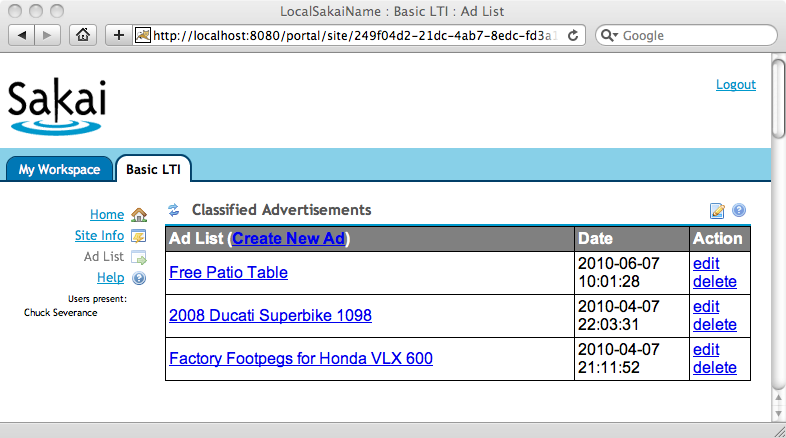 LocalSakaiName : Basic LTI : Ad List
http://localhost:8080/portal/site/249f04d2-21dc-4ab7-8edc-fd3a1
Google
Sakai
Logout
My Workspace
Basic LTI
Home
Site Info
Ad List
Help
Users present:
Chuck Severance
Classified Advertisements
Ad List (Create New Ad) Date Action
Free Patio Table 2010-06-07 edit
10:01:28 delete
2008 Ducati Superbike 1098 2010-04-07 edit
22:03:31 delete
Factory Footpegs for Honda VLX 600 2010-04-07 edit
21:11:52 delete